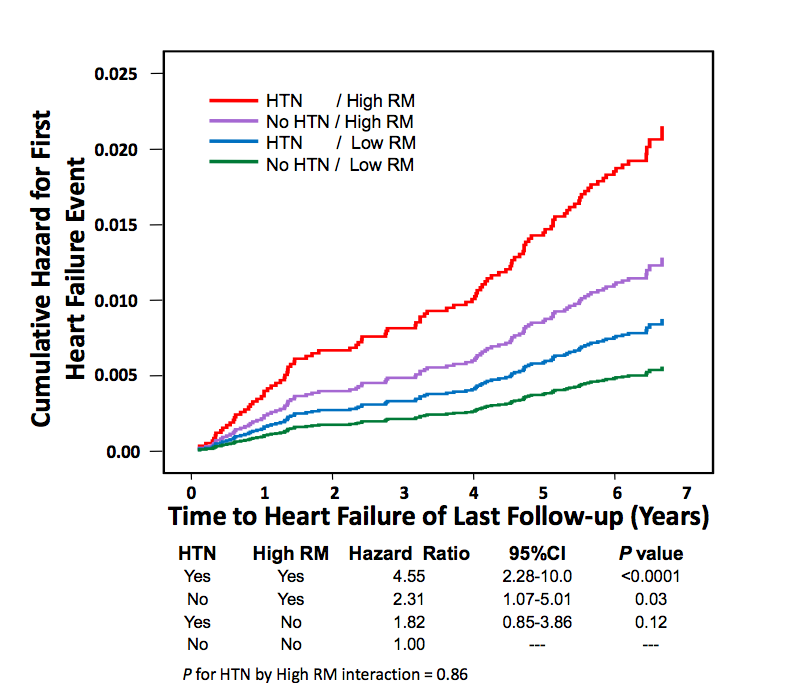 Cumulative Hazard for First
Heart Failure Event
0.025
0.020
0.015
0.010
0.005
0.00
HTN / High RM
No HTN / High RM
HTN / Low RM
No HTN / Low RM
0 1 2 3 4 5 6 7
Time to Heart Failure of Last Follow-up (Years)
HTN High RM Hazard Ratio 95%CI P value
Yes Yes 4.55 2.28-10.0 <0.0001
No Yes 2.31 1.07-5.01 0.03
Yes No 1.82 0.85-3.86 0.12
No No 1.00 --- ---
P for HTN by High RM interaction = 0.86